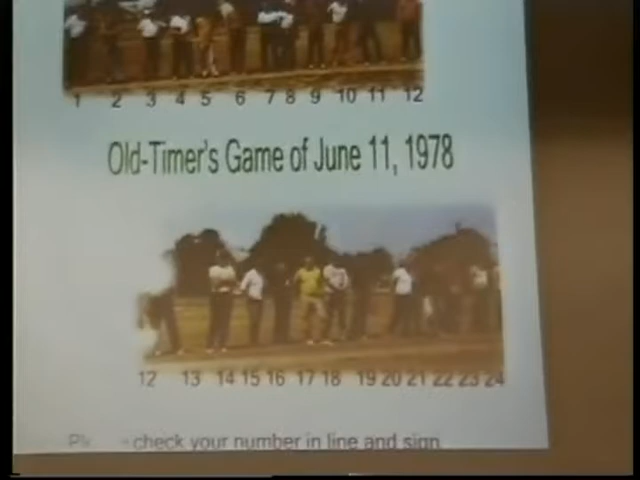 1 2 3 4 5 6 7 8 9 10 11 12
Old-Timer's Game of June 11, 1978
12 13 14 15 16 17 18 19 20 21 22 23 24
check your number in line and sign